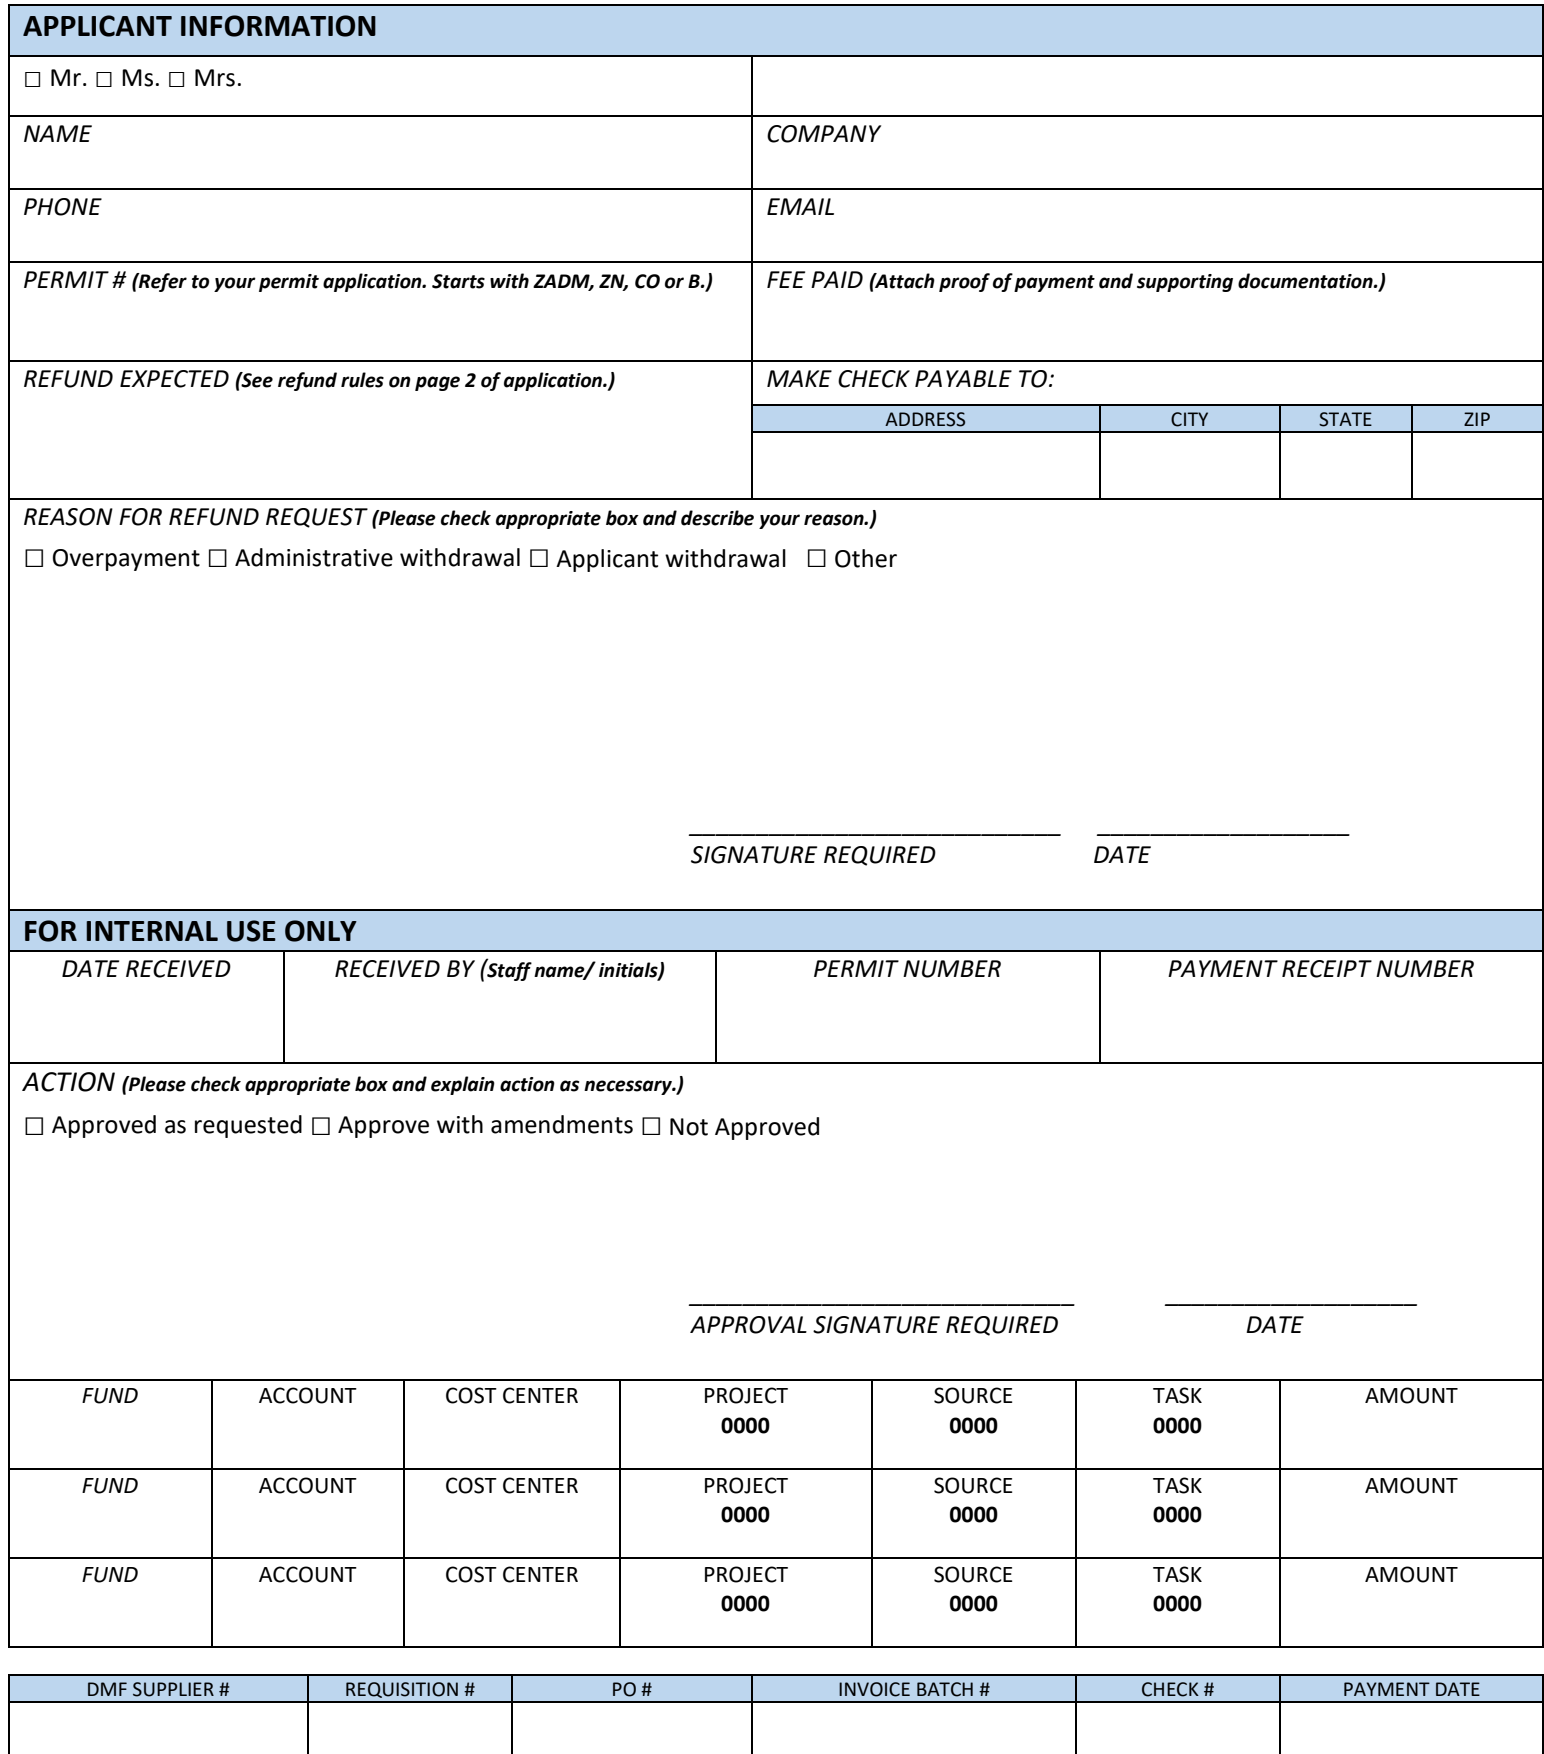 APPLICANT INFORMATION
☐ Mr. ☐ Ms. ☐ Mrs.
NAME
COMPANY
PHONE
EMAIL
PERMIT # (Refer to your permit application. Starts with ZADM, ZN, CO or B.)
FEE PAID (Attach proof of payment and supporting documentation.)
REFUND EXPECTED (See refund rules on page 2 of application.)
MAKE CHECK PAYABLE TO:
ADDRESS CITY STATE ZIP
REASON FOR REFUND REQUEST (Please check appropriate box and describe your reason.)
☐ Overpayment ☐ Administrative withdrawal ☐ Applicant withdrawal ☐ Other
____________________________ ___________________
SIGNATURE REQUIRED DATE
FOR INTERNAL USE ONLY
DATE RECEIVED RECEIVED BY (Staff name/ initials) PERMIT NUMBER PAYMENT RECEIPT NUMBER
ACTION (Please check appropriate box and explain action as necessary.)
☐ Approved as requested ☐ Approve with amendments ☐ Not Approved
_____________________________ ___________________
APPROVAL SIGNATURE REQUIRED DATE
FUND ACCOUNT COST CENTER PROJECT SOURCE TASK AMOUNT
0000 0000 0000
FUND ACCOUNT COST CENTER PROJECT SOURCE TASK AMOUNT
0000 0000 0000
FUND ACCOUNT COST CENTER PROJECT SOURCE TASK AMOUNT
0000 0000 0000
DMF SUPPLIER # REQUISITION # PO # INVOICE BATCH # CHECK # PAYMENT DATE